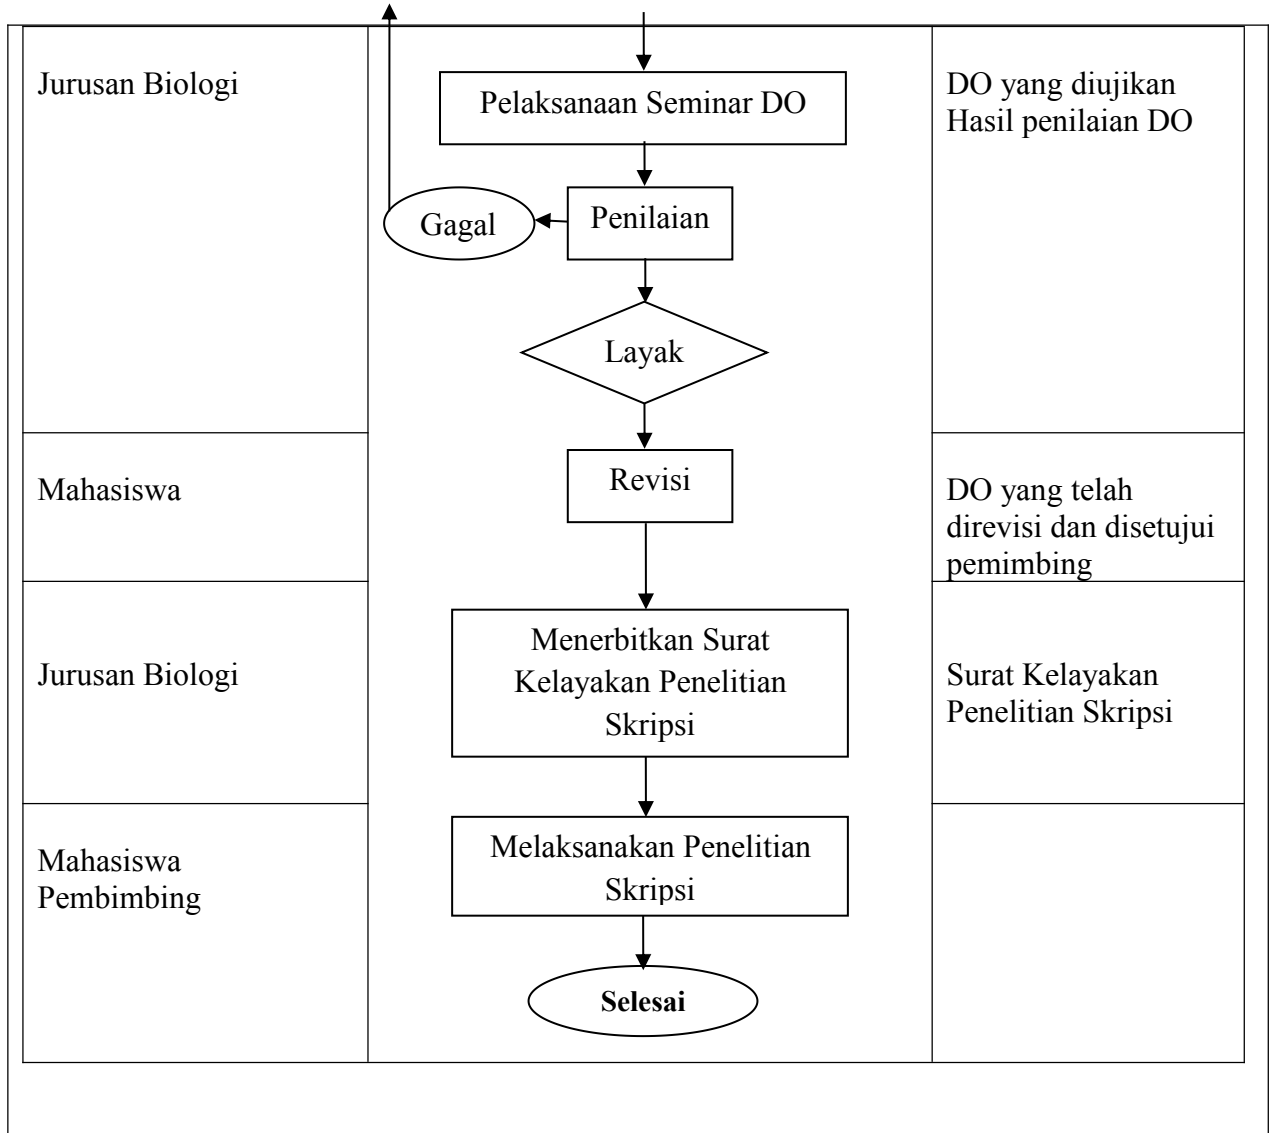 Jurusan Biologi
Pelaksanaan Seminar DO
DO yang diujikan
Hasil penilaian DO
Gagal
Penilaian
Layak
Mahasiswa
Revisi
DO yang telah
direvisi dan disetujui
pemimbing
Jurusan Biologi
Menerbitkan Surat
Kelayakan Penelitian
Skripsi
Surat Kelayakan
Penelitian Skripsi
Mahasiswa
Pembimbing
Melaksanakan Penelitian
Skripsi
Selesai